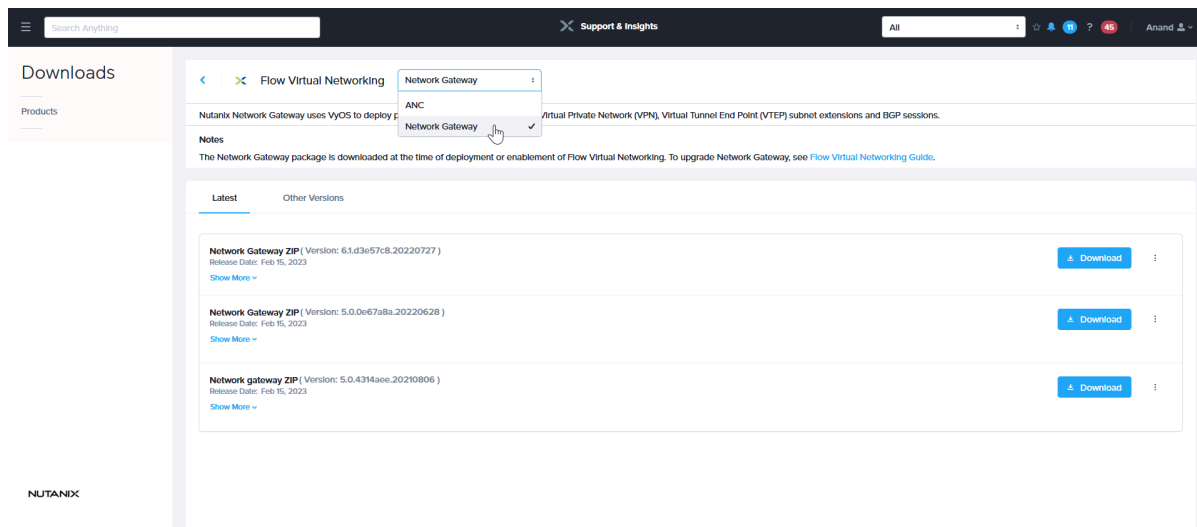 Search Anything
Support & Insights
All
11
?
45
Anand
Downloads
Products
Flow Virtual Networking
Network Gateway
ANC
Network Gateway
Nutanix Network Gateway uses VyOS to deploy p
Virtual Private Network (VPN), Virtual Tunnel End Point (VTEP) subnet extensions and BGP sessions.
Notes
The Network Gateway package is downloaded at the time of deployment or enablement of Flow Virtual Networking. To upgrade Network Gateway, see Flow Virtual Networking Guide.
Latest
Other Versions
Network Gateway ZIP ( Version: 6.1.d3e57c8.20220727 )
Release Date: Feb 15, 2023
Show More
Download
Network Gateway ZIP ( Version: 5.0.0e67a8a.20220628 )
Release Date: Feb 15, 2023
Show More
Download
Network gateway ZIP ( Version: 5.0.4314aee.20210806 )
Release Date: Feb 15, 2023
Show More
Download
NUTANIX